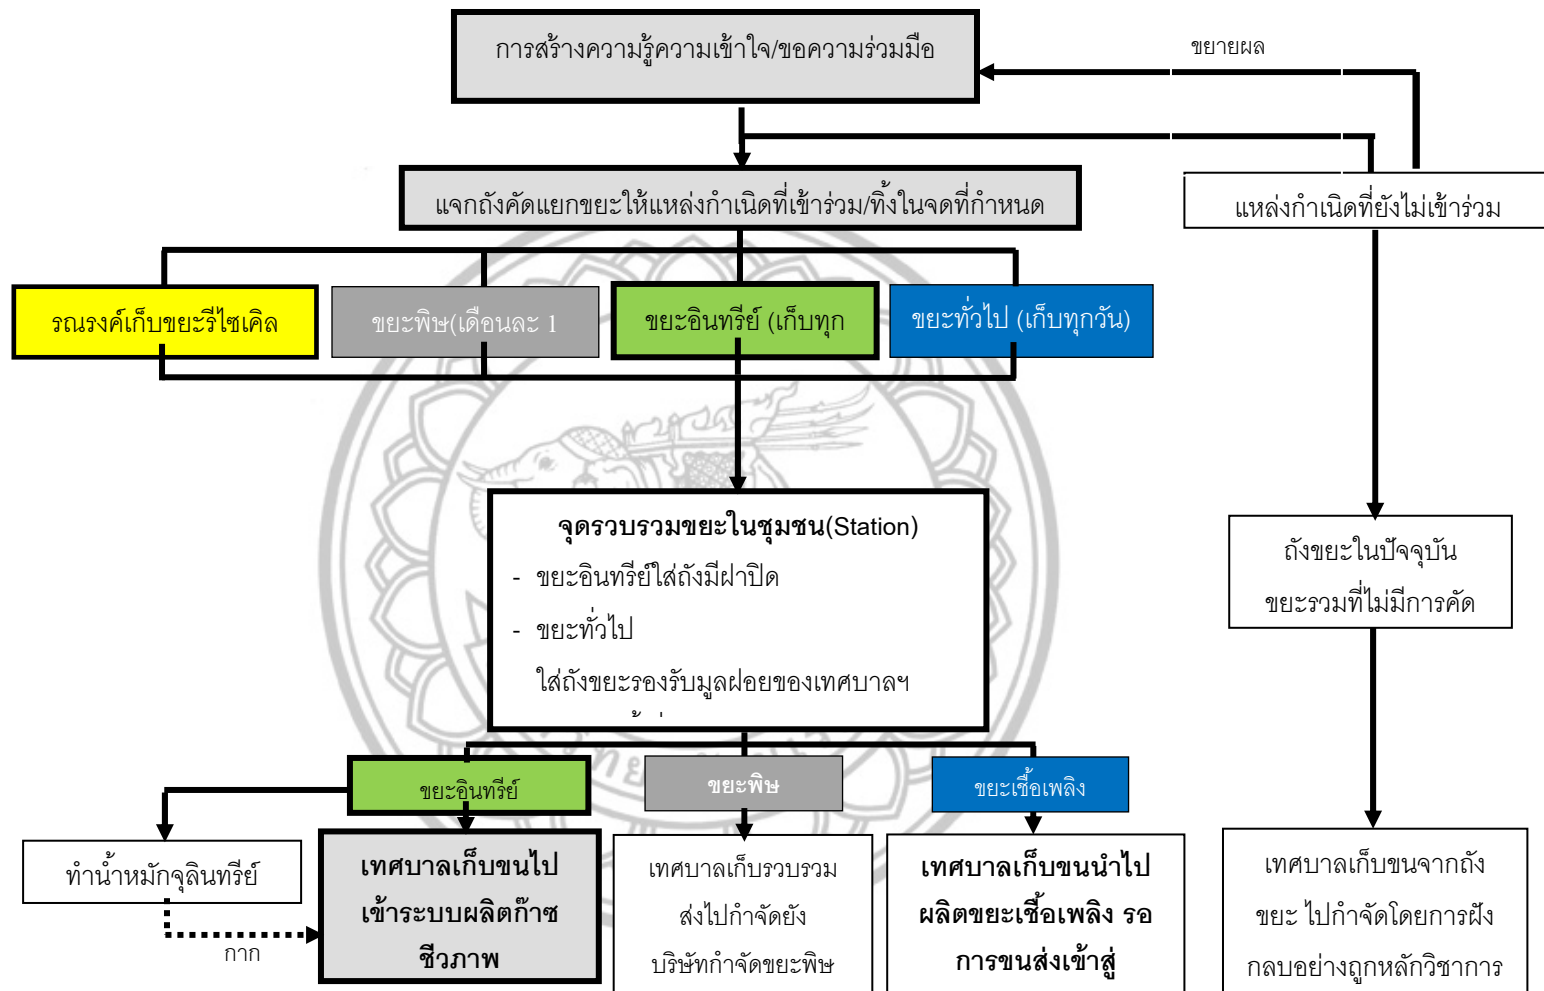 การสร้างความรู้ความเข้าใจ/ขอความร่วมมือ
ขยายผล
แจกถังคัดแยกขยะให้แหล่งกำเนิดที่เข้าร่วม/ทิ้งในจดที่กำหนด
แหล่งกำเนิดที่ยังไม่เข้าร่วม
รณรงค์เก็บขยะรีไซเคิล
ขยะพิษ(เดือนละ 1
ขยะอินทรีย์ (เก็บทุก
ขยะทั่วไป (เก็บทุกวัน)
จุดรวบรวมขยะในชุมชน(Station)
- ขยะอินทรีย์ใส่ถังมีฝาปิด
- ขยะทั่วไป
ใส่ถังขยะรองรับมูลฝอยของเทศบาลฯ
ถังขยะในปัจจุบัน
ขยะรวมที่ไม่มีการคัด
ขยะอินทรีย์
ขยะพิษ
ขยะเชื้อเพลิง
ทำน้ำหมักจุลินทรีย์
กาก
เทศบาลเก็บขนไป
เข้าระบบผลิตก๊าซ
ชีวภาพ
เทศบาลเก็บรวบรวม
ส่งไปกำจัดยัง
บริษัทกำจัดขยะพิษ
เทศบาลเก็บขนนำไป
ผลิตขยะเชื้อเพลิง รอ
การขนส่งเข้าสู่
เทศบาลเก็บขนจากถัง
ขยะ ไปกำจัดโดยการฝัง
กลบอย่างถูกหลักวิชาการ